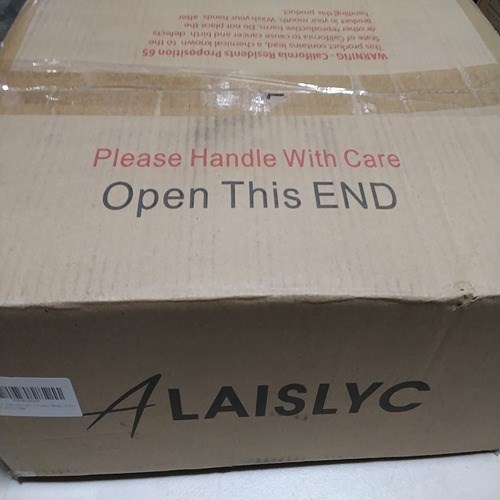 WARNITIG - California Residents Proposition 65
This product contains lead, a chemical known to the
State of California to cause cancer and birth defects
or other reproductive harm. Do not place the
product in your mouth. Wash your hands after
handling this product.
Please Handle With Care
Open This END
ALAISLYC